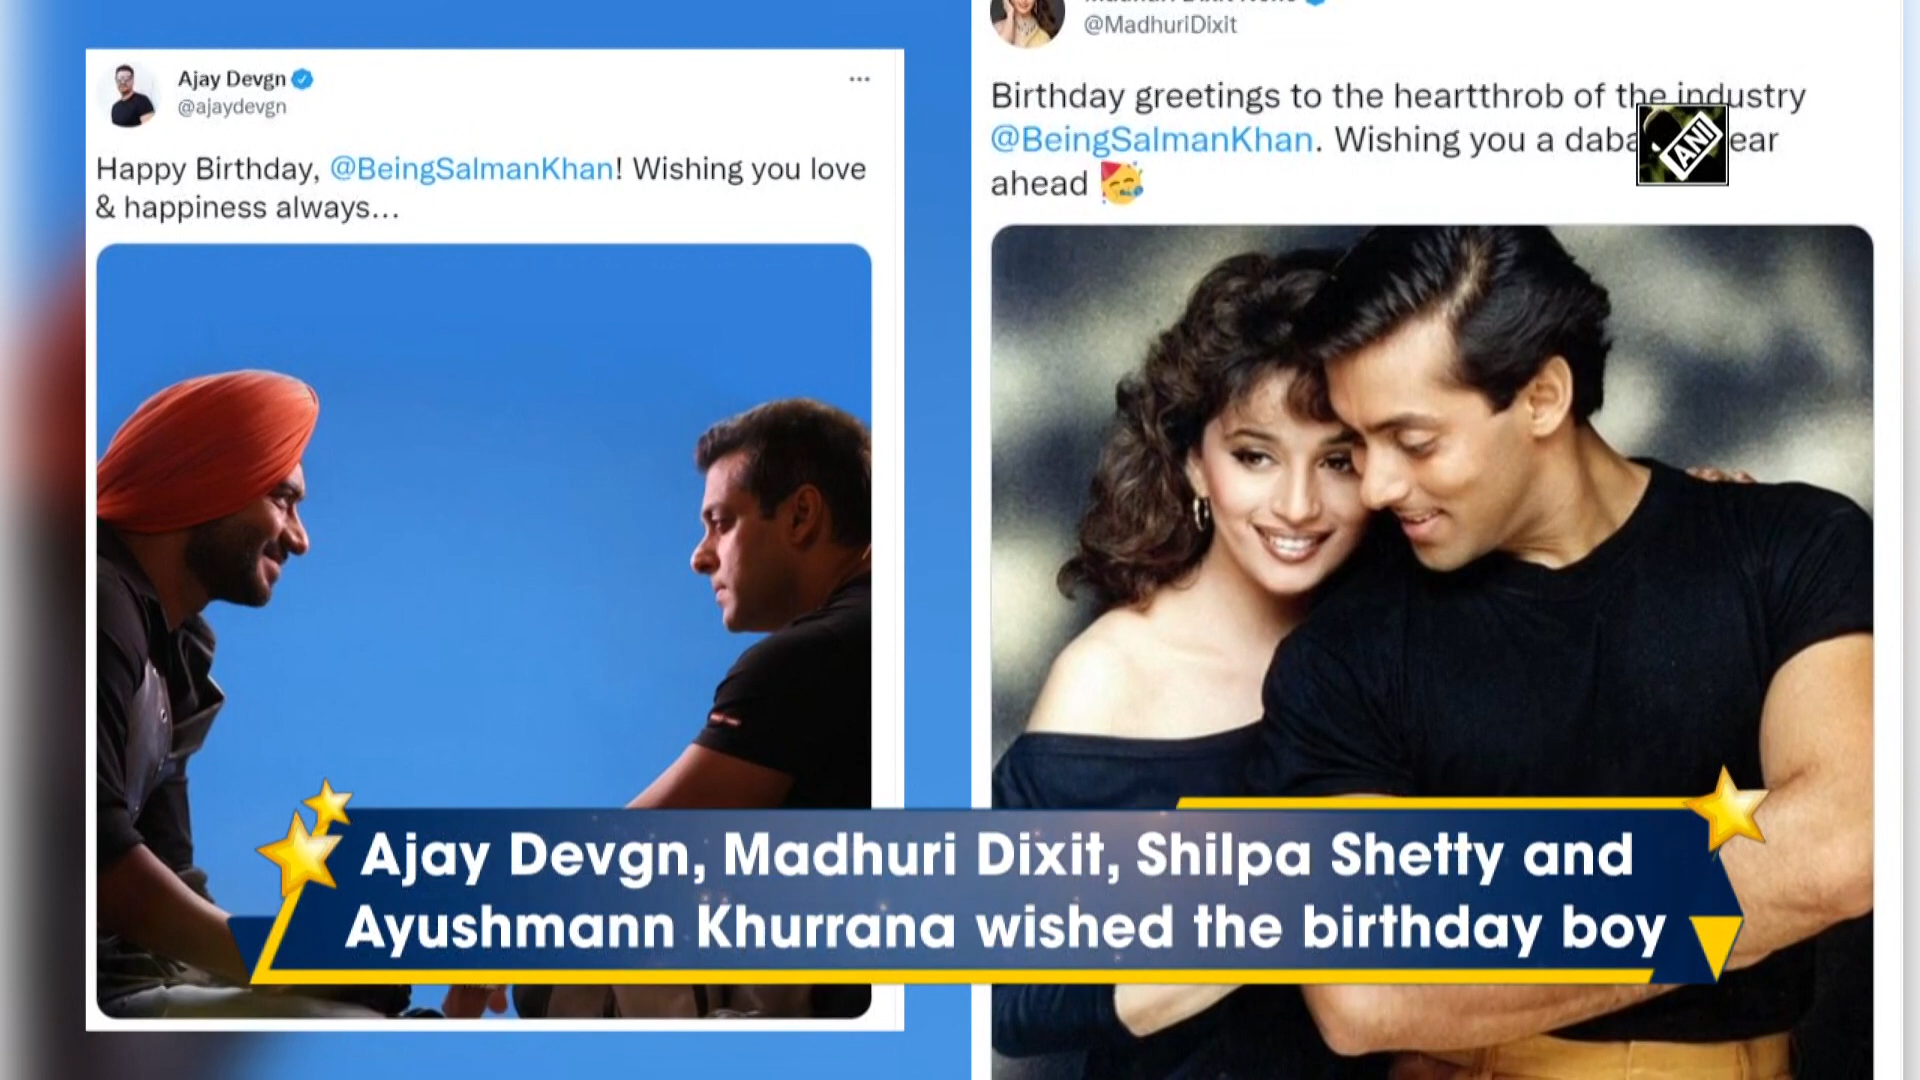 Ajay Devgn
@ajaydevgn
Happy Birthday, @BeingSalmanKhan! Wishing you love
& happiness always...
@MadhuriDixit
Birthday greetings to the heartthrob of the industry
@BeingSalmanKhan. Wishing you a
ahead
ANI
Ajay Devgn, Madhuri Dixit, Shilpa Shetty and
Ayushmann Khurrana wished the birthday boy